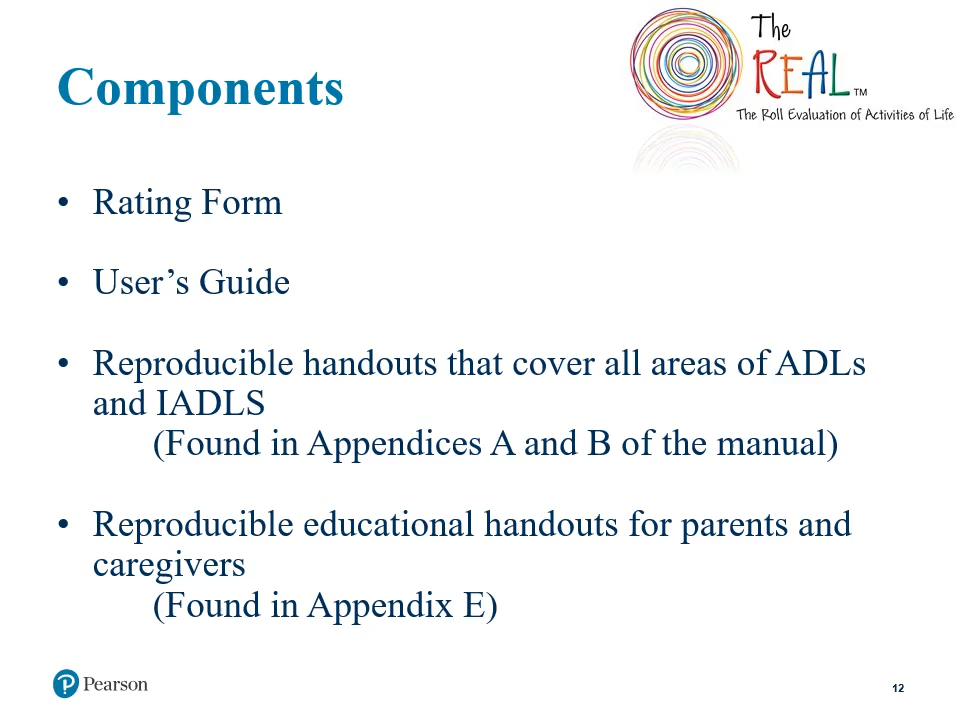 The
REAL™
The Roll Evaluation of Activities of Life
Components
• Rating Form
• User’s Guide
• Reproducible handouts that cover all areas of ADLs
and IADLS
(Found in Appendices A and B of the manual)
• Reproducible educational handouts for parents and
caregivers
(Found in Appendix E)
P Pearson
12